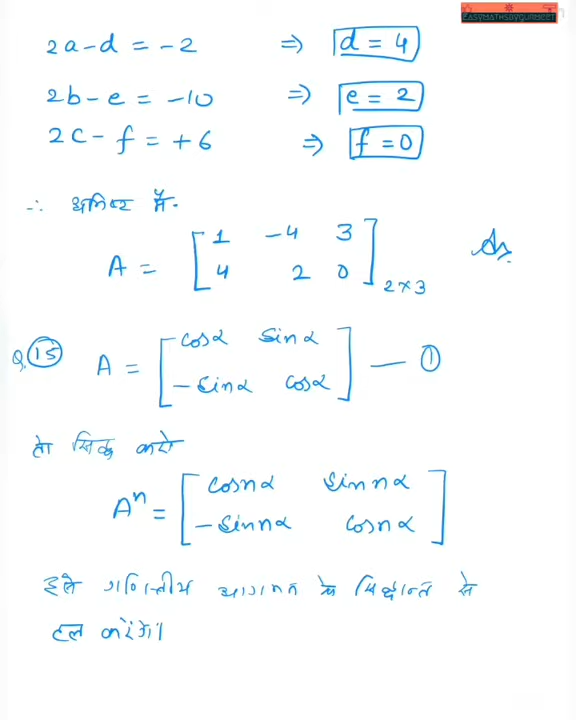 EASYMATHSBYGURMEET
2a-d = -2 ⇒ d = 4
2b-e = -10 ⇒ e = 2
2c-f = +6 ⇒ f = 0
∴ अभिष्ट मै.
A = [1 -4 3
4 2 0] 2×3 Ans.
Q.15 A = [cosα sinα
-sinα cosα] — ①
तो सिद्ध करो
Aⁿ = [cosnα sinnα
-sinnα cosnα]
इसे गणितीय आगमन के सिद्धान्त से
हल करेंगे।